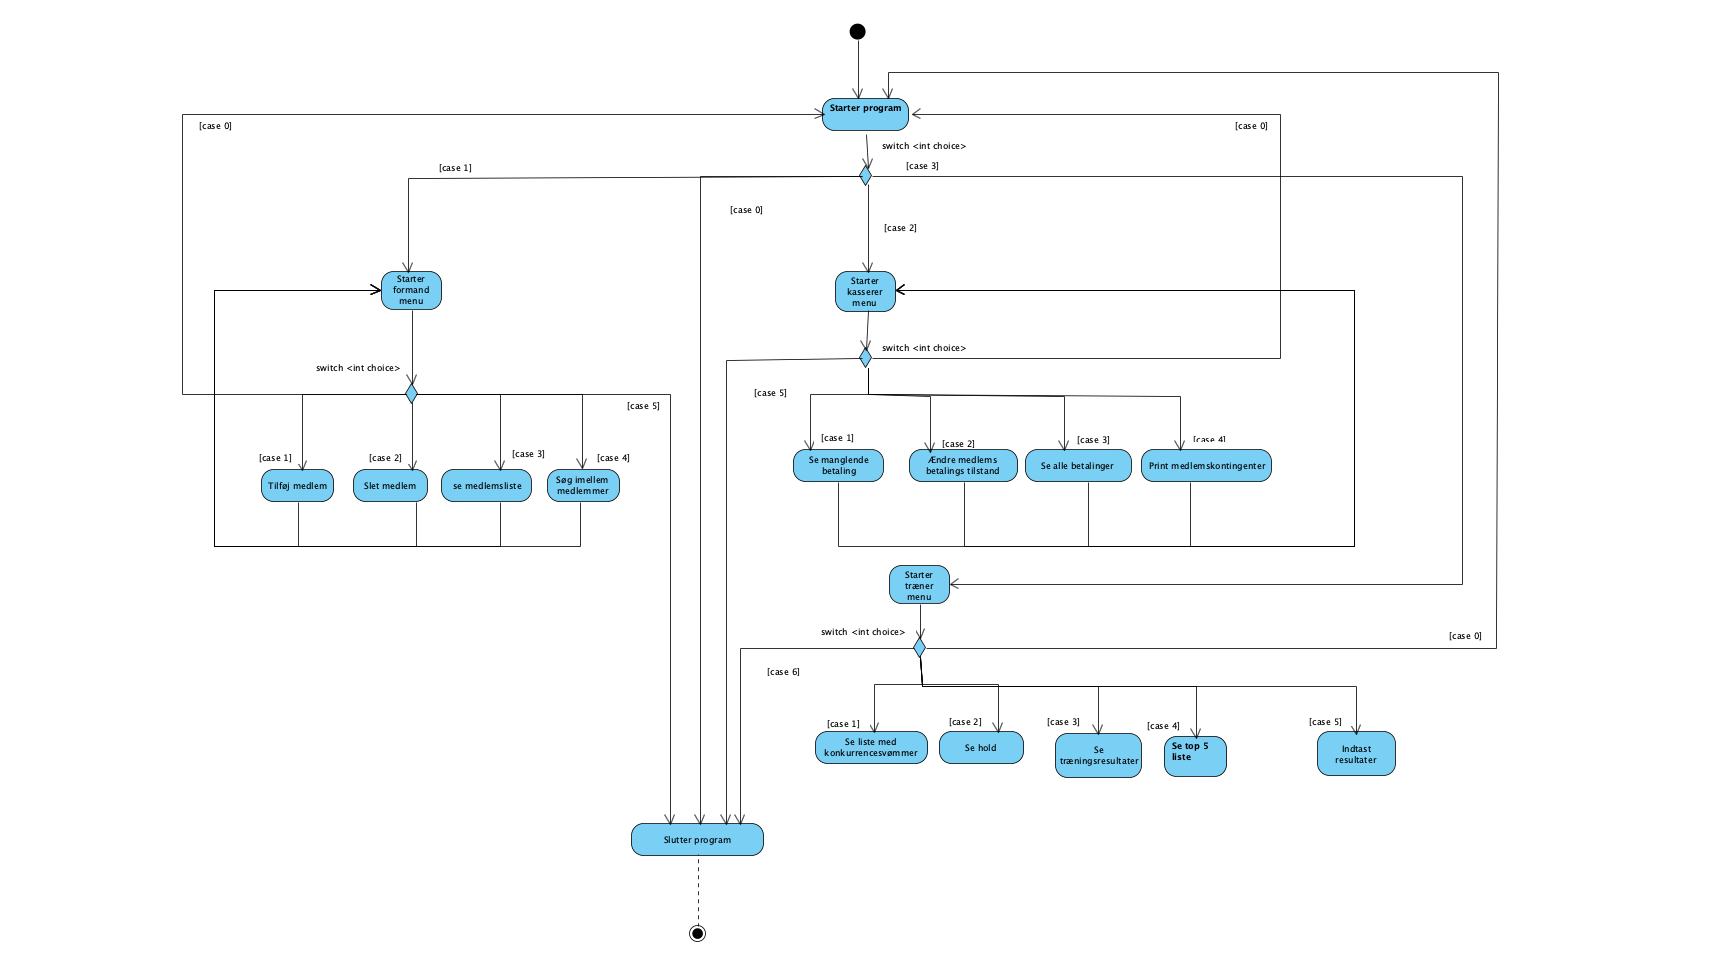 Starter program
[case 0]
[case 0]
switch <int choice>
[case 1]
[case 3]
[case 0]
[case 2]
Starter
formand
menu
Starter
kasserer
menu
switch <int choice>
switch <int choice>
[case 5]
[case 5]
[case 1]
[case 2]
[case 3]
[case 4]
[case 1]
[case 2]
[case 3]
[case 4]
Tilføj medlem
Slet medlem
se medlemsliste
Søg imellem
medlemmer
Se manglende
betaling
Ændre medlems
betalings tilstand
Se alle betalinger
Print medlemskontingenter
Starter
træner
menu
switch <int choice>
[case 0]
[case 6]
[case 1]
[case 2]
[case 3]
[case 4]
[case 5]
Se liste med
konkurrencesvømmer
Se hold
Se
træningsresultater
Se top 5
liste
Indtast
resultater
Slutter program